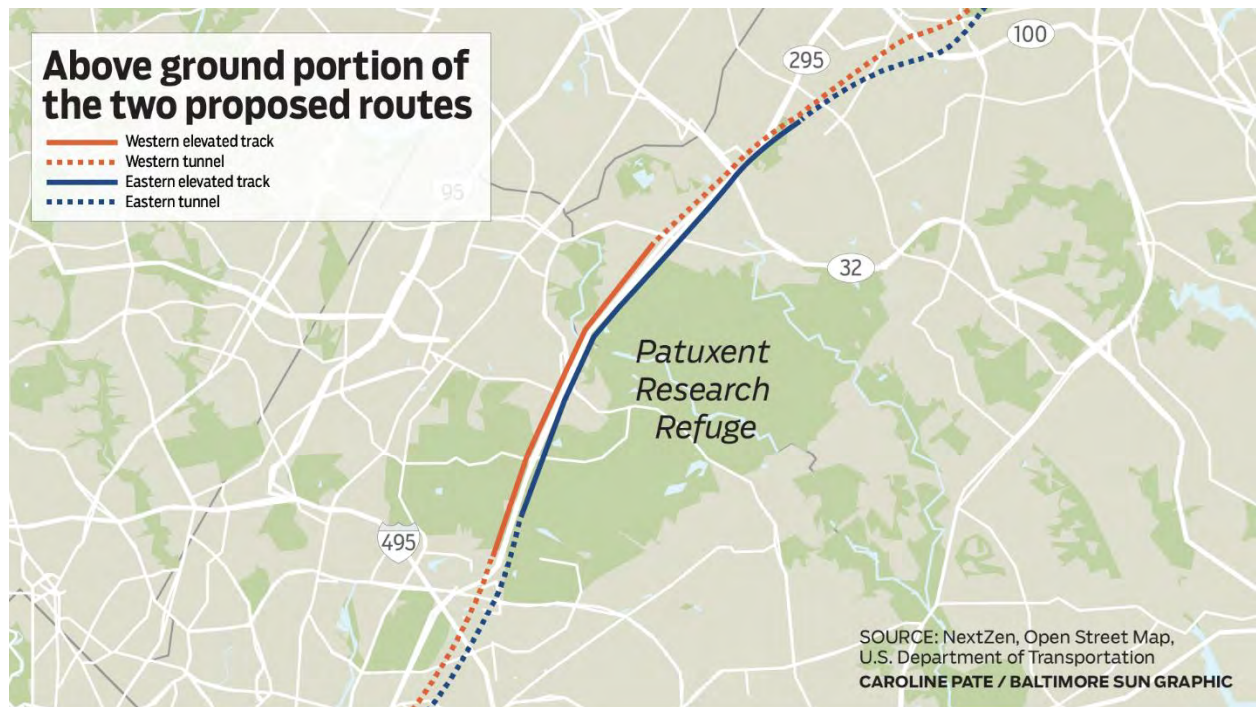 Above ground portion of
the two proposed routes
Western elevated track
Western tunnel
Eastern elevated track
Eastern tunnel
95
100
295
32
Patuxent
Research
Refuge
495
SOURCE: NextZen, Open Street Map,
U.S. Department of Transportation
CAROLINE PATE / BALTIMORE SUN GRAPHIC